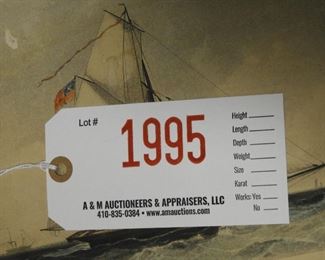 Lot #
1995
Height
Length
Depth
Weight
Size
Karat
Works: Yes
No
A & M AUCTIONEERS & APPRAISERS, LLC
410-835-0384 • www.amauctions.com